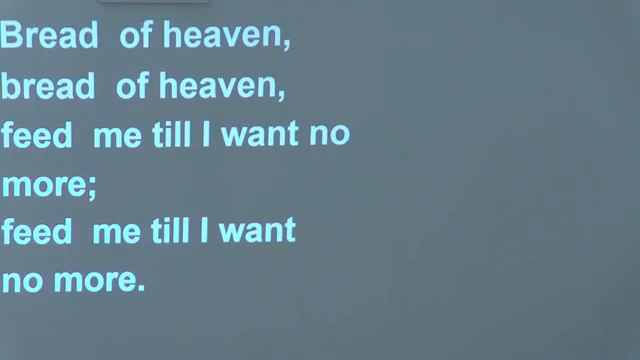 Bread of heaven,
bread of heaven,
feed me till I want no
more;
feed me till I want
no more.